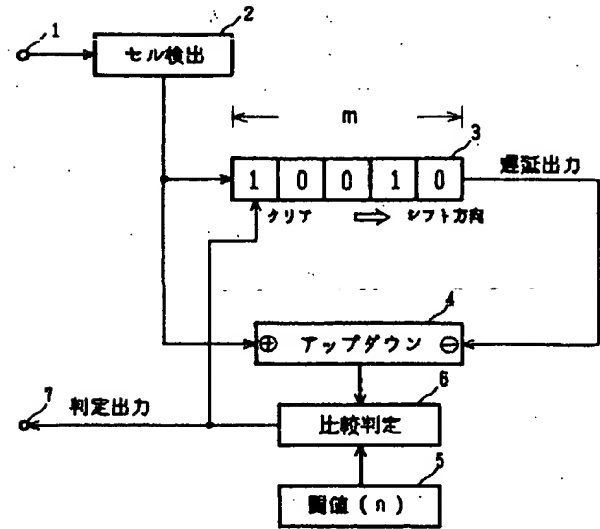 1
2
セル検出
m
3
1 0 0 1 0
遅延出力
クリア ⇒ シフト方向
4
⊕ アップダウン ⊖
6
7 判定出力
比較判定
5
閾値(n)